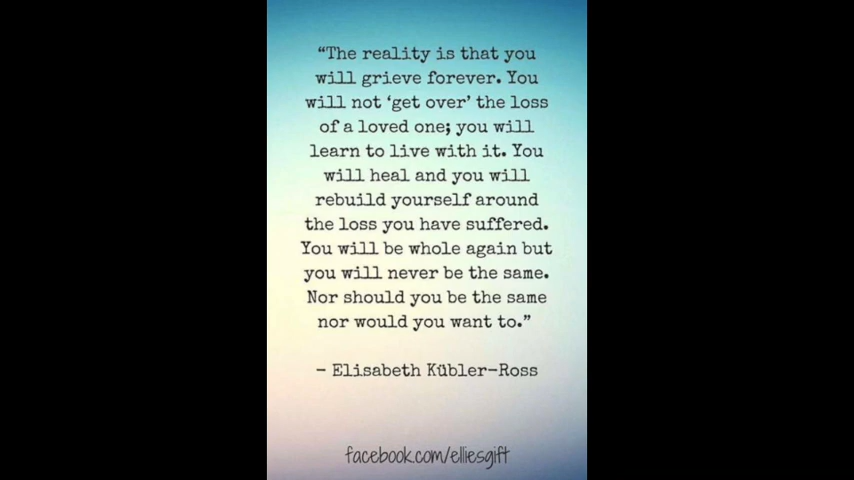 “The reality is that you
will grieve forever. You
will not ‘get over’ the loss
of a loved one; you will
learn to live with it. You
will heal and you will
rebuild yourself around
the loss you have suffered.
You will be whole again but
you will never be the same.
Nor should you be the same
nor would you want to.”
– Elisabeth Kübler-Ross
facebook.com/elliesgift